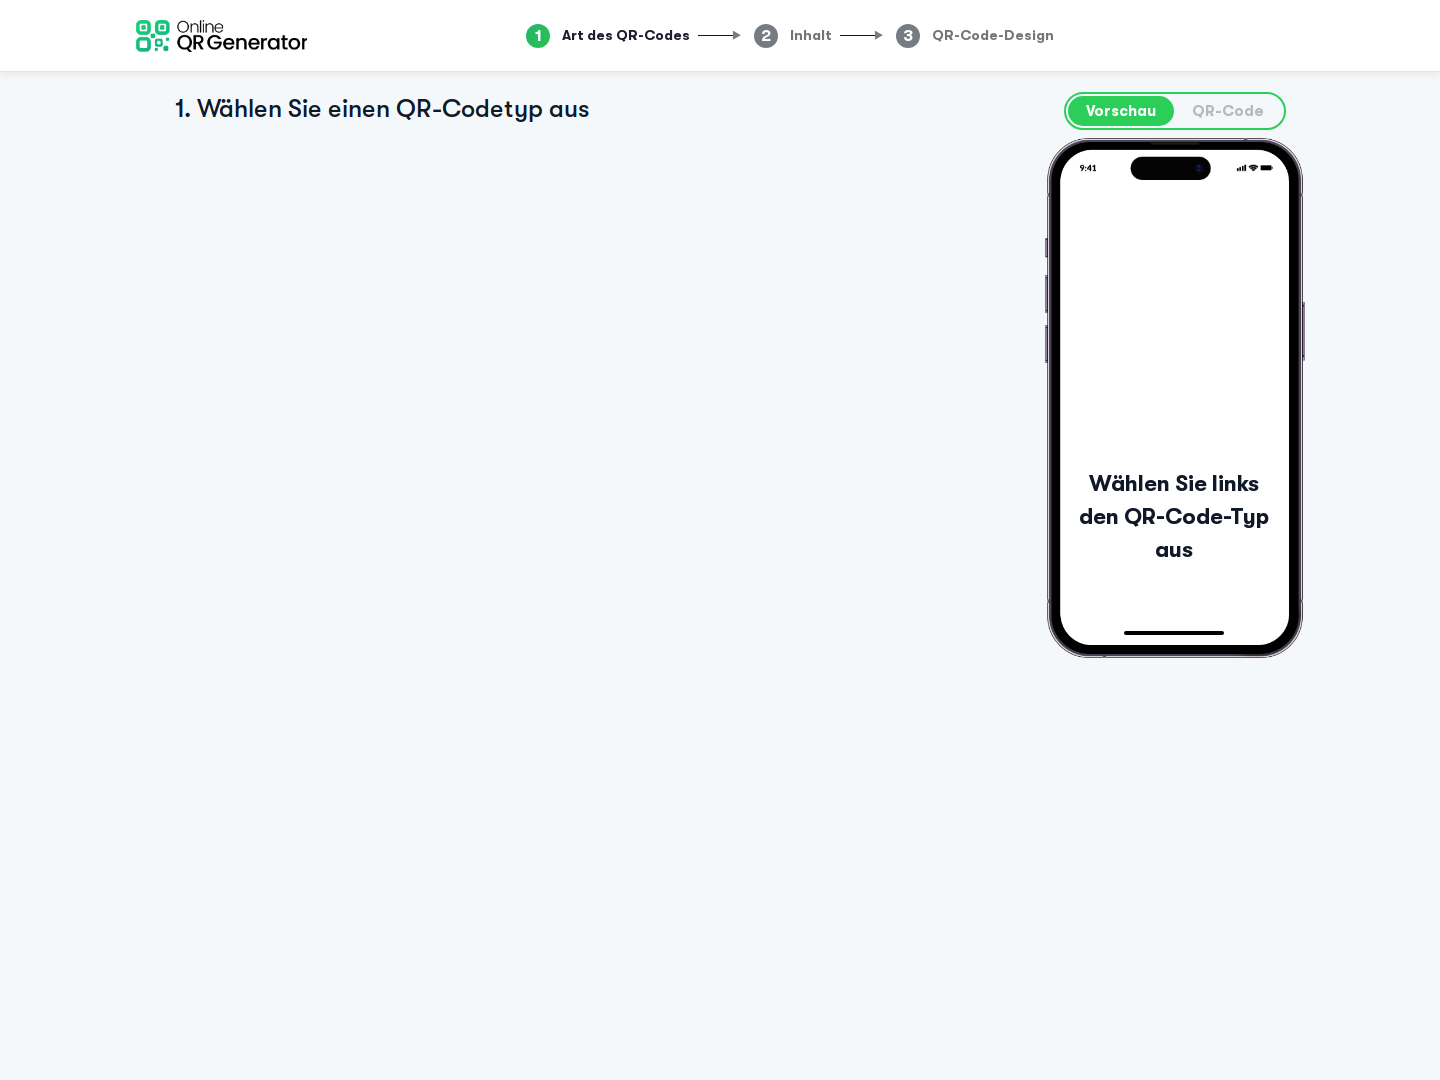 Online
QR Generator
1 Art des QR-Codes 2 Inhalt 3 QR-Code-Design
1. Wählen Sie einen QR-Codetyp aus
Vorschau QR-Code
9:41
Wählen Sie links
den QR-Code-Typ
aus